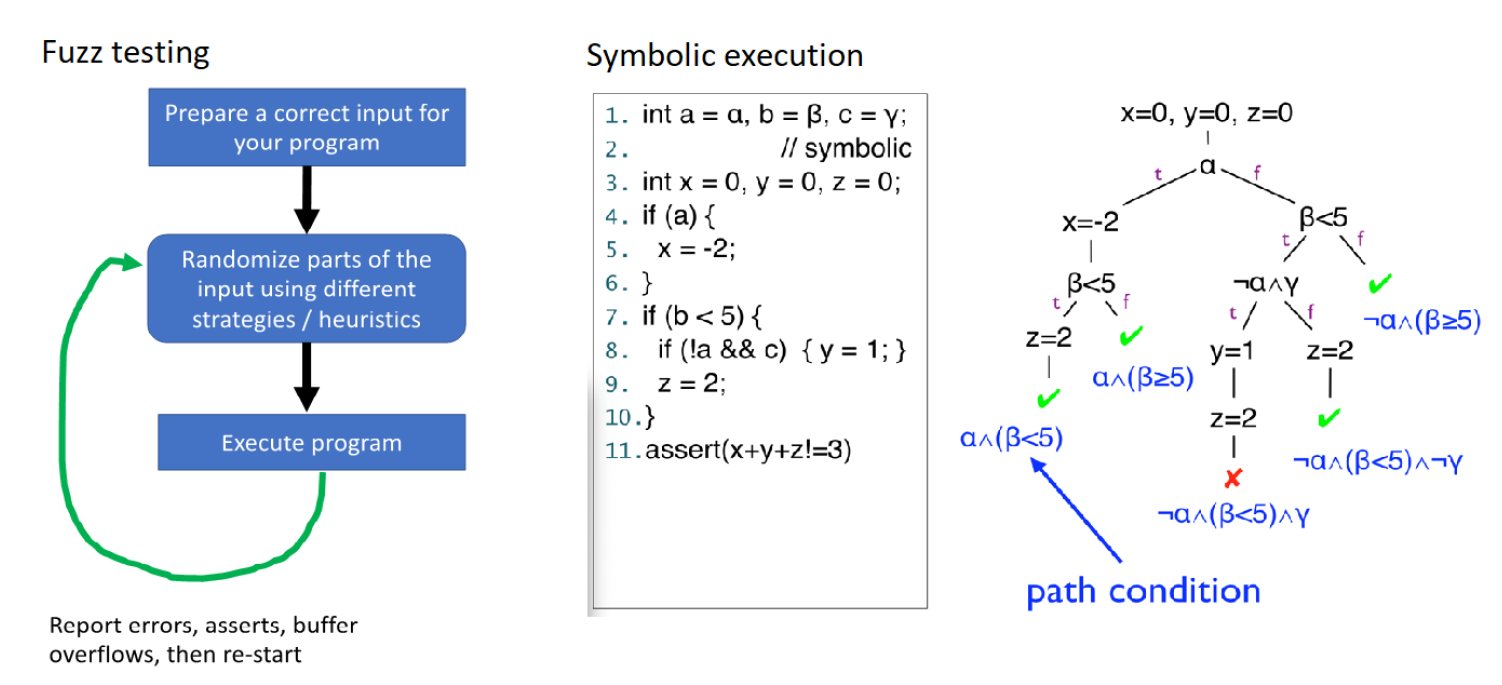 Fuzz testing
Prepare a correct input for
your program
Randomize parts of the
input using different
strategies / heuristics
Execute program
Report errors, asserts, buffer
overflows, then re-start
Symbolic execution
1. int a = α, b = β, c = γ;
2. // symbolic
3. int x = 0, y = 0, z = 0;
4. if (a) {
5. x = -2;
6. }
7. if (b < 5) {
8. if (!a && c) { y = 1; }
9. z = 2;
10.}
11.assert(x+y+z!=3)
x=0, y=0, z=0
α
t f
x=-2 β<5
t f
β<5 ¬α∧γ ✔
t f t f ¬α∧(β≥5)
z=2 ✔ y=1 z=2
α∧(β≥5)
✔ z=2 ✔
α∧(β<5) ¬α∧(β<5)∧¬γ
✘
¬α∧(β<5)∧γ
path condition